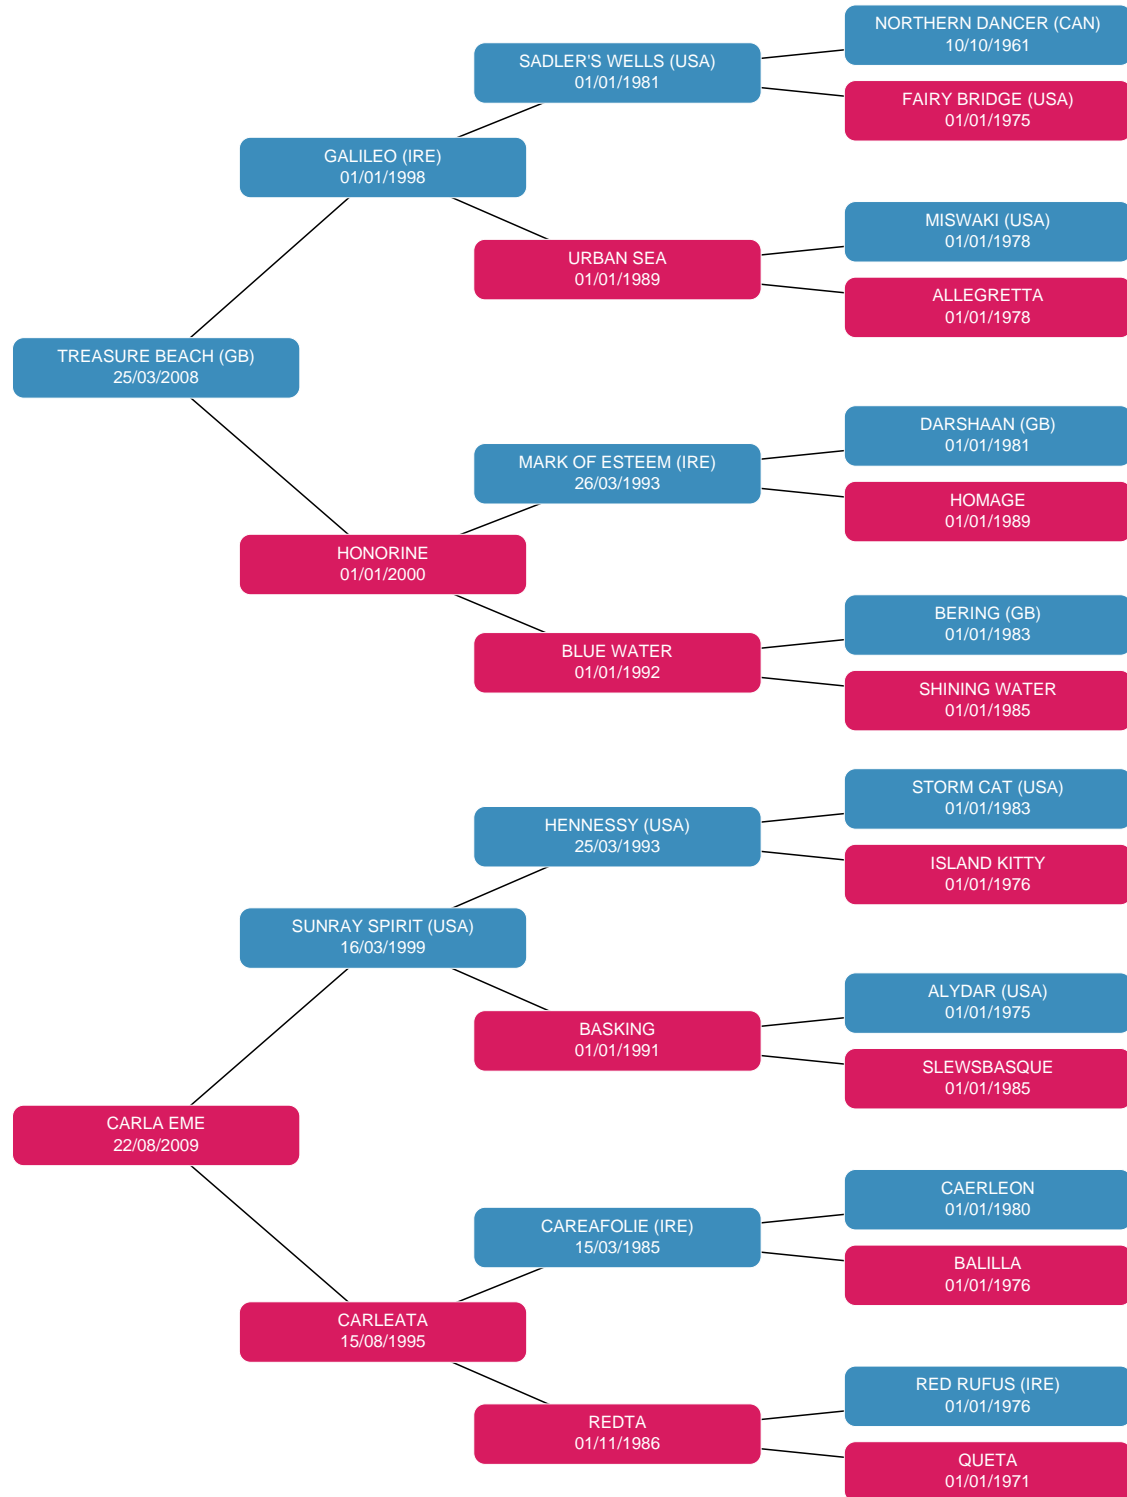 NORTHERN DANCER (CAN)
10/10/1961
SADLER'S WELLS (USA)
01/01/1981
FAIRY BRIDGE (USA)
01/01/1975
GALILEO (IRE)
01/01/1998
MISWAKI (USA)
01/01/1978
URBAN SEA
01/01/1989
ALLEGRETTA
01/01/1978
TREASURE BEACH (GB)
25/03/2008
DARSHAAN (GB)
01/01/1981
MARK OF ESTEEM (IRE)
26/03/1993
HOMAGE
01/01/1989
HONORINE
01/01/2000
BERING (GB)
01/01/1983
BLUE WATER
01/01/1992
SHINING WATER
01/01/1985
STORM CAT (USA)
01/01/1983
HENNESSY (USA)
25/03/1993
ISLAND KITTY
01/01/1976
SUNRAY SPIRIT (USA)
16/03/1999
ALYDAR (USA)
01/01/1975
BASKING
01/01/1991
SLEWSBASQUE
01/01/1985
CARLA EME
22/08/2009
CAERLEON
01/01/1980
CAREAFOLIE (IRE)
15/03/1985
BALILLA
01/01/1976
CARLEATA
15/08/1995
RED RUFUS (IRE)
01/01/1976
REDTA
01/11/1986
QUETA
01/01/1971